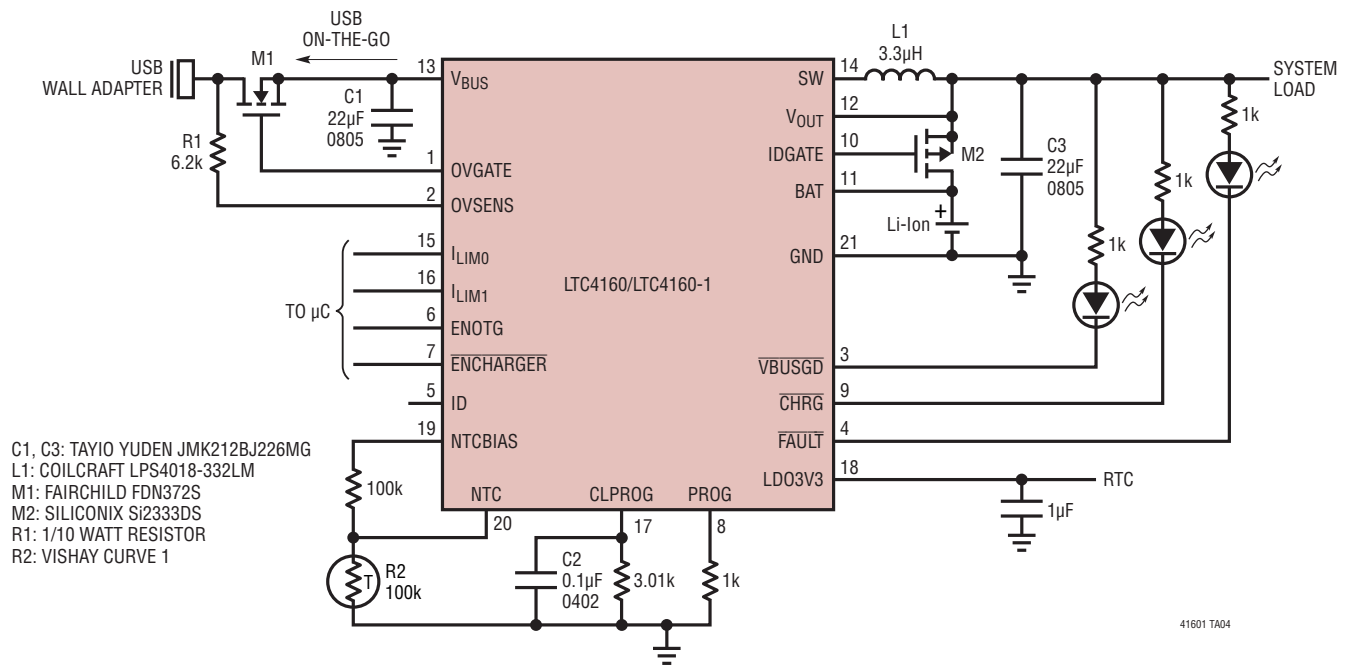 USB
ON-THE-GO
USB
WALL ADAPTER
M1
R1
6.2k
C1
22µF
0805
13
VBUS
1
OVGATE
2
OVSENS
TO µC
15
ILIM0
16
ILIM1
6
ENOTG
7
ENCHARGER
5
ID
19
NTCBIAS
100k
R2
100k
T
NTC
20
CLPROG
17
PROG
8
C2
0.1µF
0402
3.01k
1k
LTC4160/LTC4160-1
SW
14
L1
3.3µH
VOUT
12
IDGATE
10
M2
BAT
11
Li-Ion
+
GND
21
C3
22µF
0805
1k
1k
1k
SYSTEM
LOAD
VBUSGD
3
CHRG
9
FAULT
4
LDO3V3
18
RTC
1µF
C1, C3: TAYIO YUDEN JMK212BJ226MG
L1: COILCRAFT LPS4018-332LM
M1: FAIRCHILD FDN372S
M2: SILICONIX Si2333DS
R1: 1/10 WATT RESISTOR
R2: VISHAY CURVE 1
41601 TA04